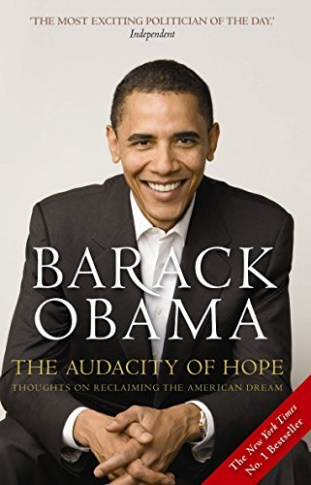 'THE MOST EXCITING POLITICIAN OF THE DAY.'
Independent
BARACK
OBAMA
THE AUDACITY OF HOPE
THOUGHTS ON RECLAIMING THE AMERICAN DREAM
The New York Times
No. 1 Bestseller